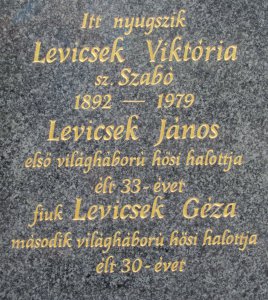 Itt nyugszik
Levicsek Viktória
sz. Szabó
1892 — 1979
Levicsek János
első világháború hősi halottja
élt 33-évet
fiuk Levicsek Géza
második világháború hősi halottja
élt 30-évet